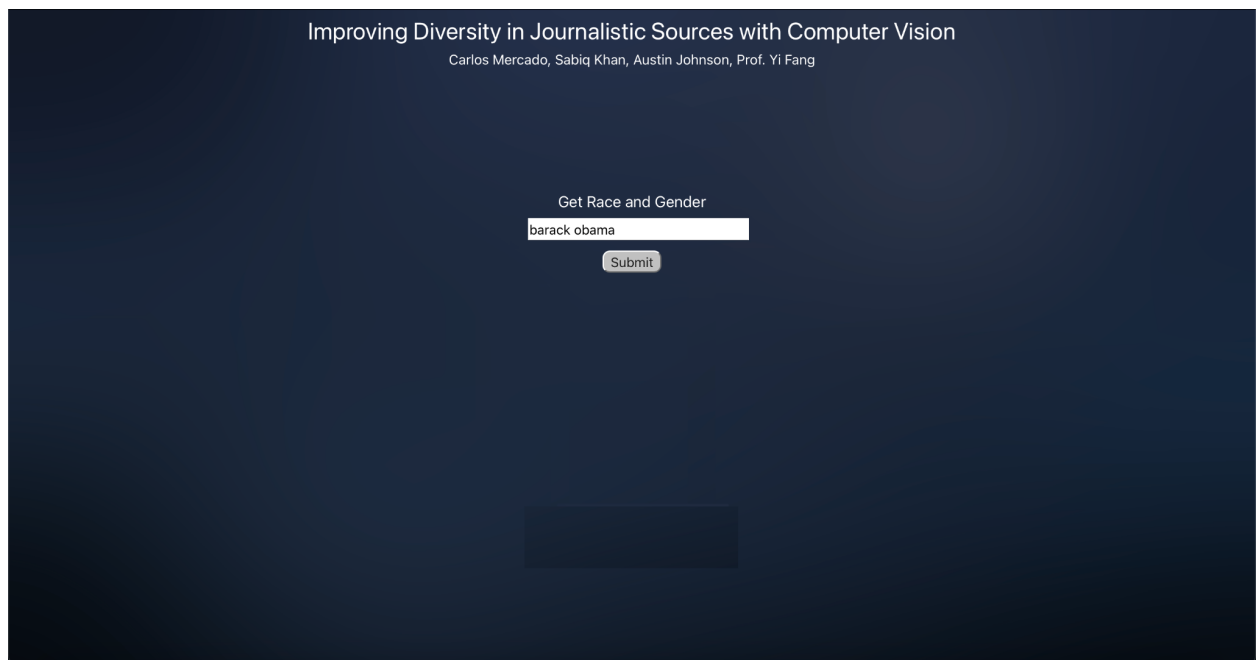 Improving Diversity in Journalistic Sources with Computer Vision
Carlos Mercado, Sabiq Khan, Austin Johnson, Prof. Yi Fang
Get Race and Gender
barack obama
Submit